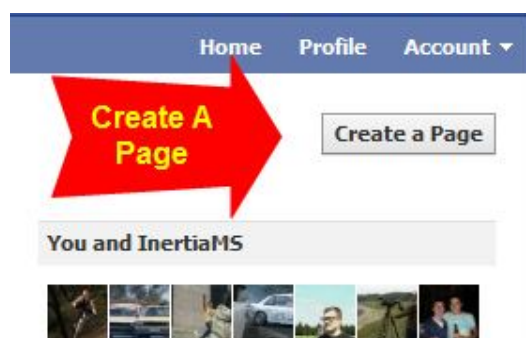 Home Profile Account
Create A
Page
Create a Page
You and InertiaMS